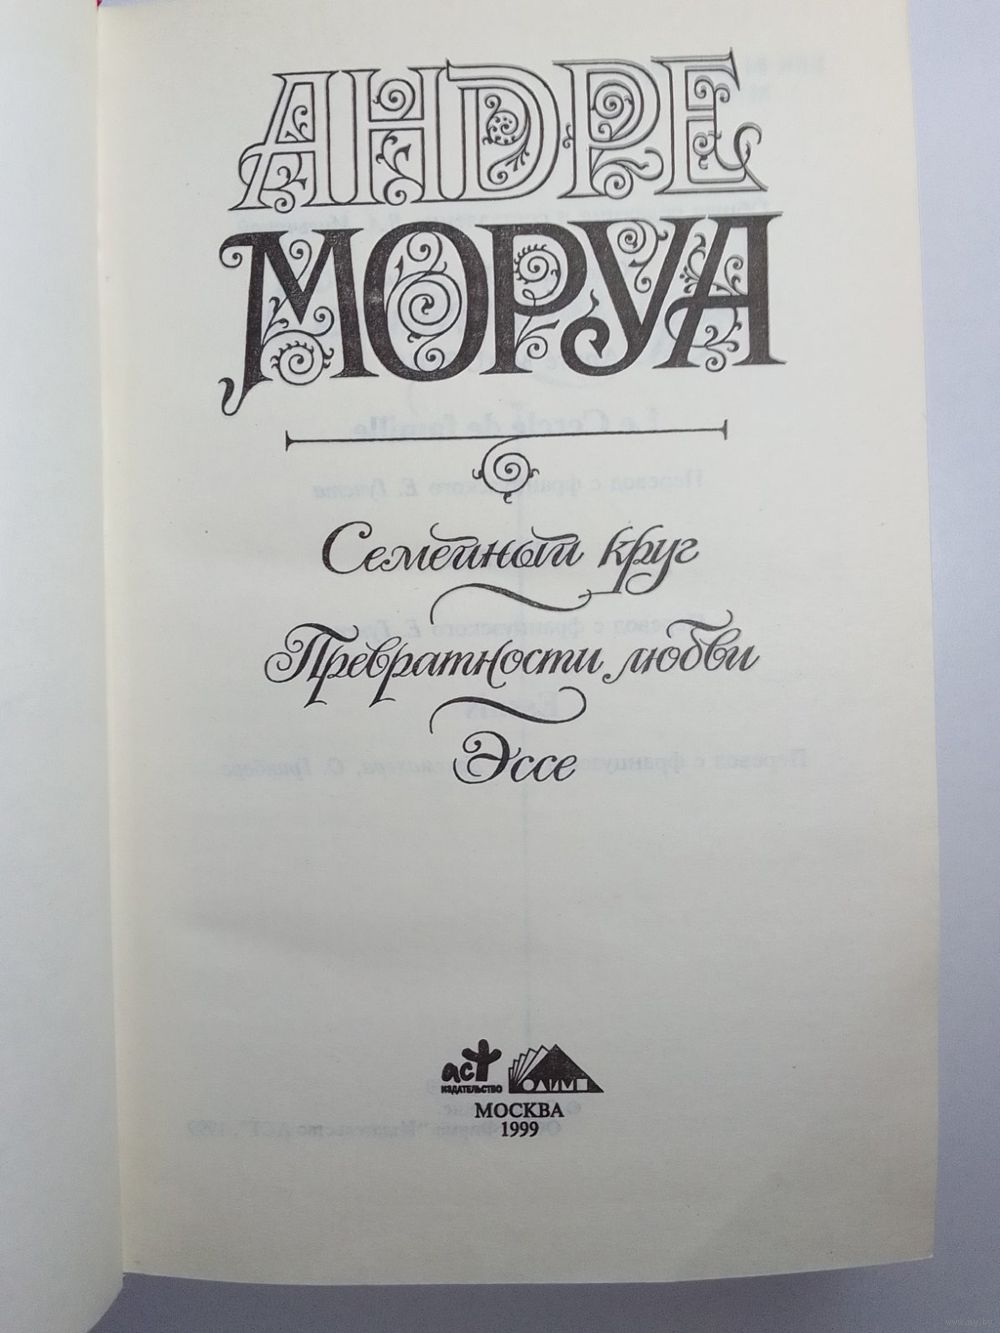 АНДРЕ
МОРУА
Семейный круг
Превратности любви
Эссе
аст
издательство
ОЛИМП
МОСКВА
1999